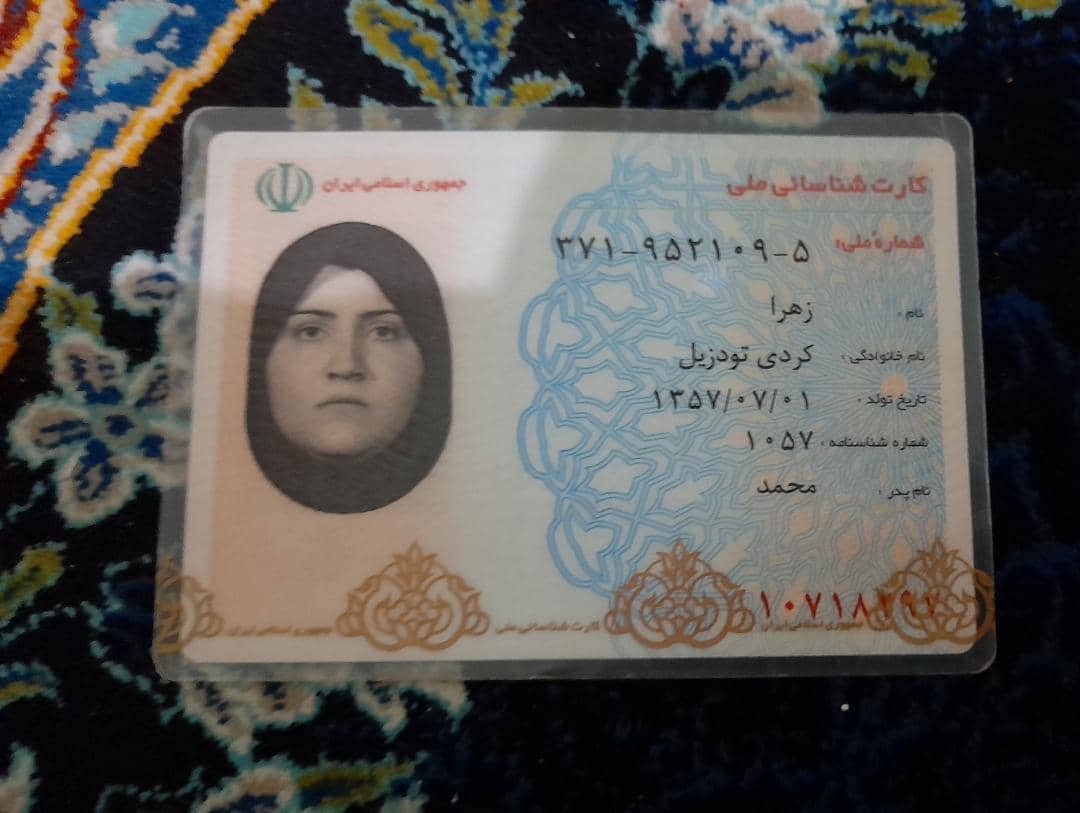 کارت شناسائی ملی
جمهوری اسلامی ایران
شمارهٔ ملی: ۳۷۱-۹۵۲۱۰۹-۵
نام: زهرا
نام خانوادگی: کردی تودزیل
تاریخ تولد: ۱۳۵۷/۰۷/۰۱
شماره شناسنامه: ۱۰۵۷
نام پدر: محمد
۱۰۷۱۸۱۹۷
جمهوری اسلامی ایران کارت شناسائی ملی جمهوری اسلامی ایران